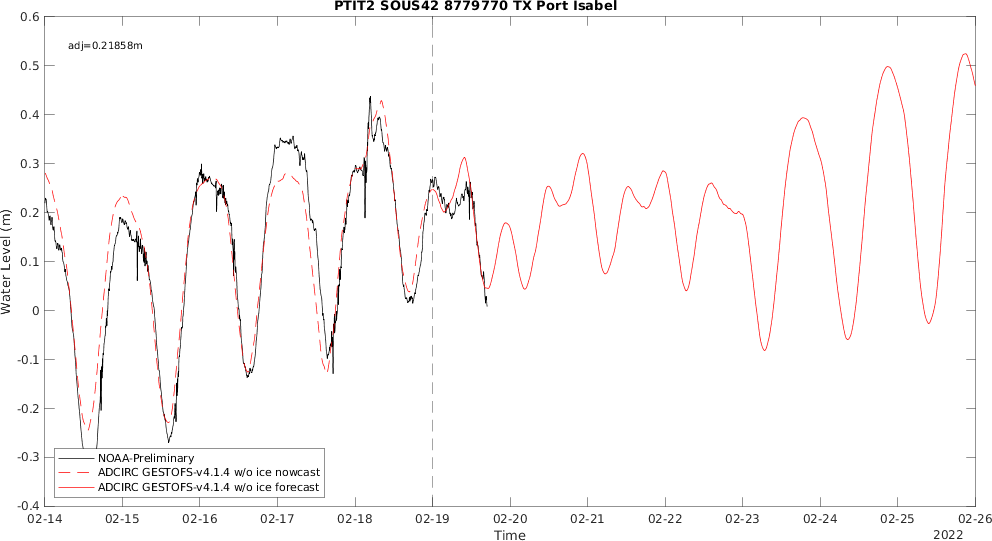 PTIT2 SOUS42 8779770 TX Port Isabel
adj=0.21858m
0.6
0.5
0.4
0.3
0.2
0.1
0
-0.1
-0.2
-0.3
-0.4
Water Level (m)
NOAA-Preliminary
ADCIRC GESTOFS-v4.1.4 w/o ice nowcast
ADCIRC GESTOFS-v4.1.4 w/o ice forecast
02-14 02-15 02-16 02-17 02-18 02-19 02-20 02-21 02-22 02-23 02-24 02-25 02-26
Time
2022